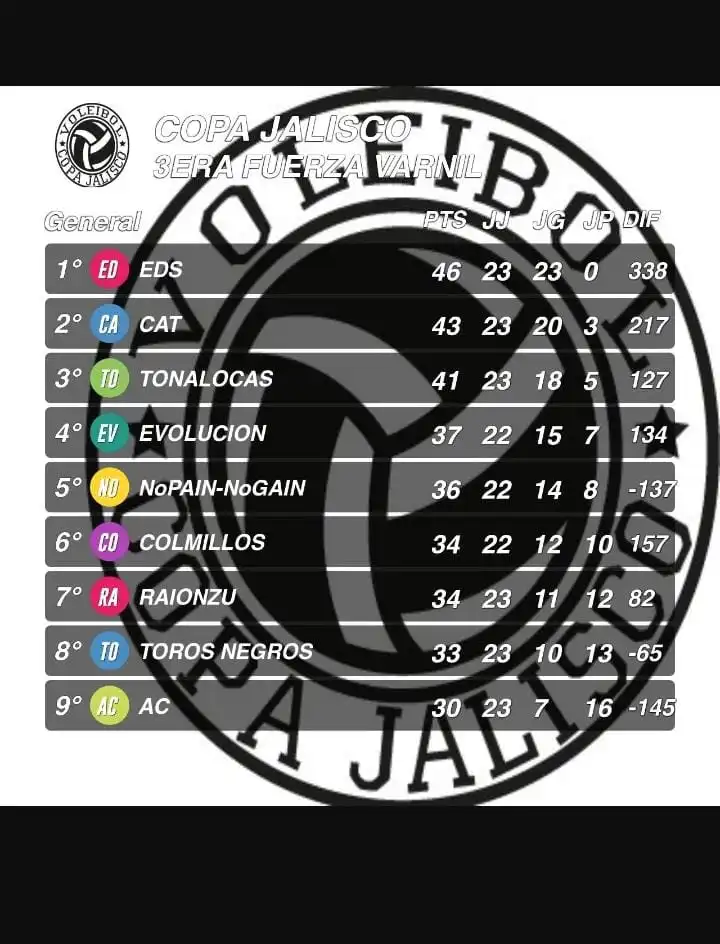 VOLEIBOL
COPA JALISCO
COPA JALISCO
3ERA FUERZA VARNIL
VOLEIBOL
General PTS JJ JG JP DIF
1° ED EDS 46 23 23 0 338
2° CA CAT 43 23 20 3 217
3° TO TONALOCAS 41 23 18 5 127
4° EV EVOLUCION 37 22 15 7 134
5° NO NoPAIN-NoGAIN 36 22 14 8 -137
6° CO COLMILLOS 34 22 12 10 157
7° RA RAIONZU 34 23 11 12 82
8° TO TOROS NEGROS 33 23 10 13 -65
9° AC AC 30 23 7 16 -145
COPA JALISCO